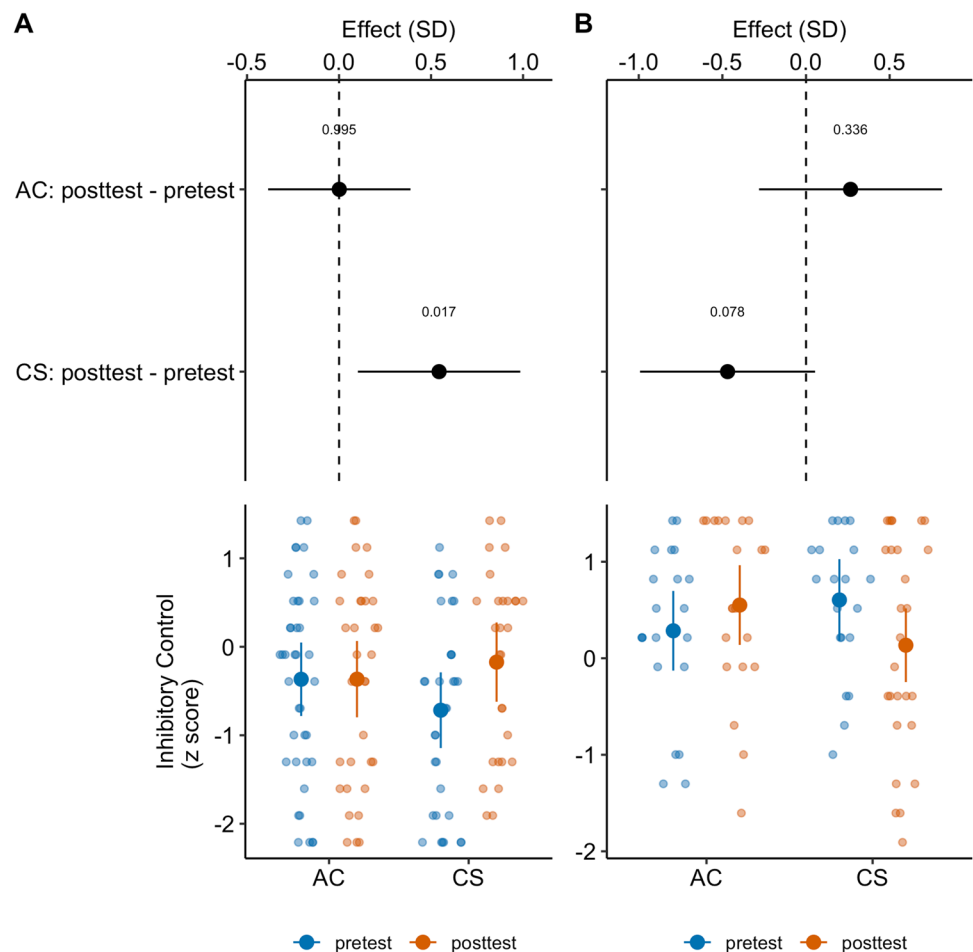 A
Effect (SD)
-0.5 0.0 0.5 1.0
0.995
AC: posttest - pretest
0.017
CS: posttest - pretest
Inhibitory Control
(z score)
1
0
-1
-2
AC CS
pretest posttest
B
Effect (SD)
-1.0 -0.5 0.0 0.5
0.336
0.078
1
0
-1
-2
AC CS
pretest posttest